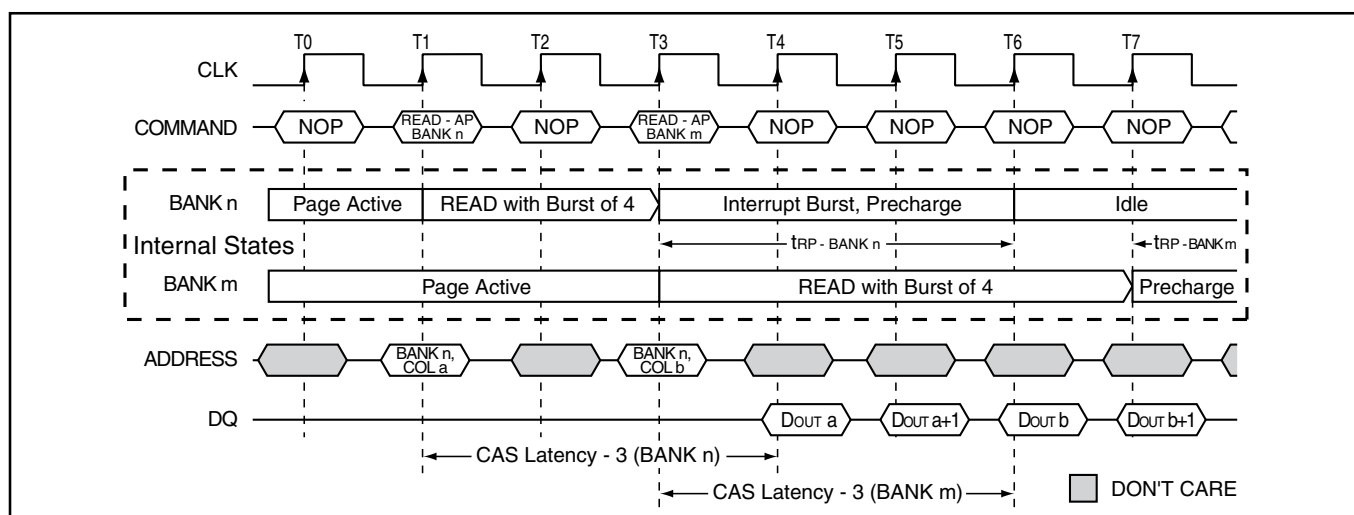 T0 T1 T2 T3 T4 T5 T6 T7
CLK
COMMAND NOP READ - AP BANK n NOP READ - AP BANK m NOP NOP NOP NOP
BANK n Page Active READ with Burst of 4 Interrupt Burst, Precharge Idle
Internal States tRP - BANK n tRP - BANK m
BANK m Page Active READ with Burst of 4 Precharge
ADDRESS BANK n, COL a BANK n, COL b
DQ DOUT a DOUT a+1 DOUT b DOUT b+1
CAS Latency - 3 (BANK n)
CAS Latency - 3 (BANK m) DON'T CARE